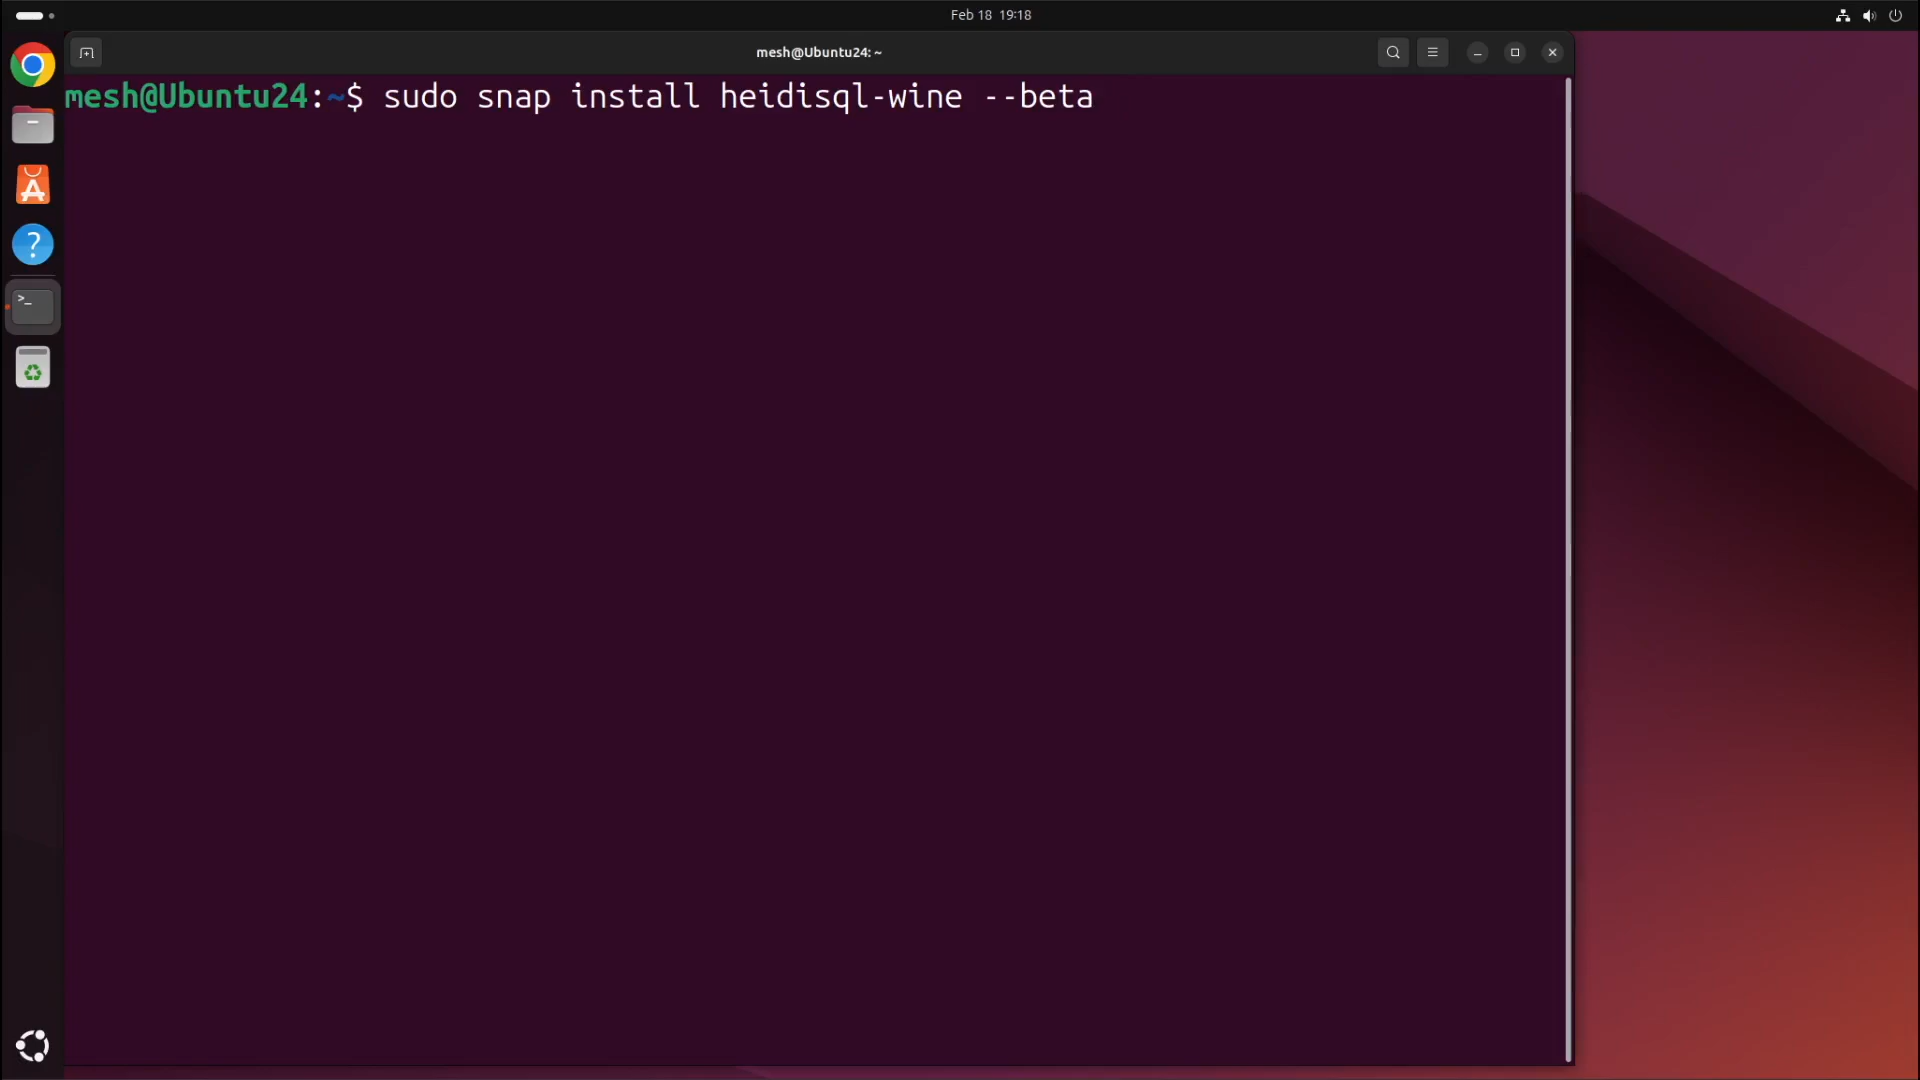 Feb 18 19:18
mesh@Ubuntu24: ~
mesh@Ubuntu24:~$ sudo snap install heidisql-wine --beta